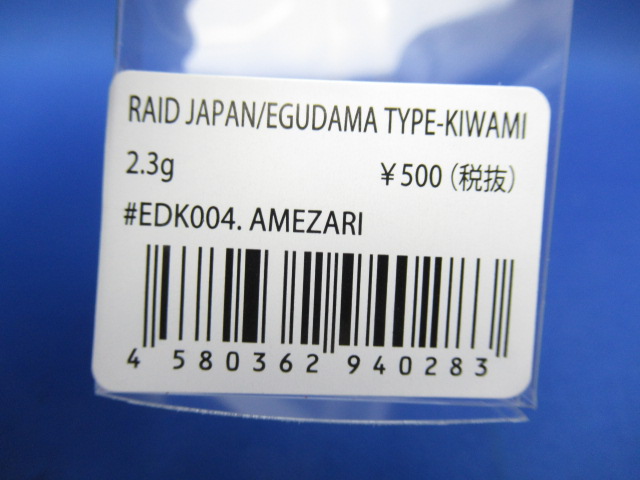 RAID JAPAN/EGUDAMA TYPE-KIWAMI
2.3g ¥500(税抜)
#EDK004. AMEZARI
4 580362 940283